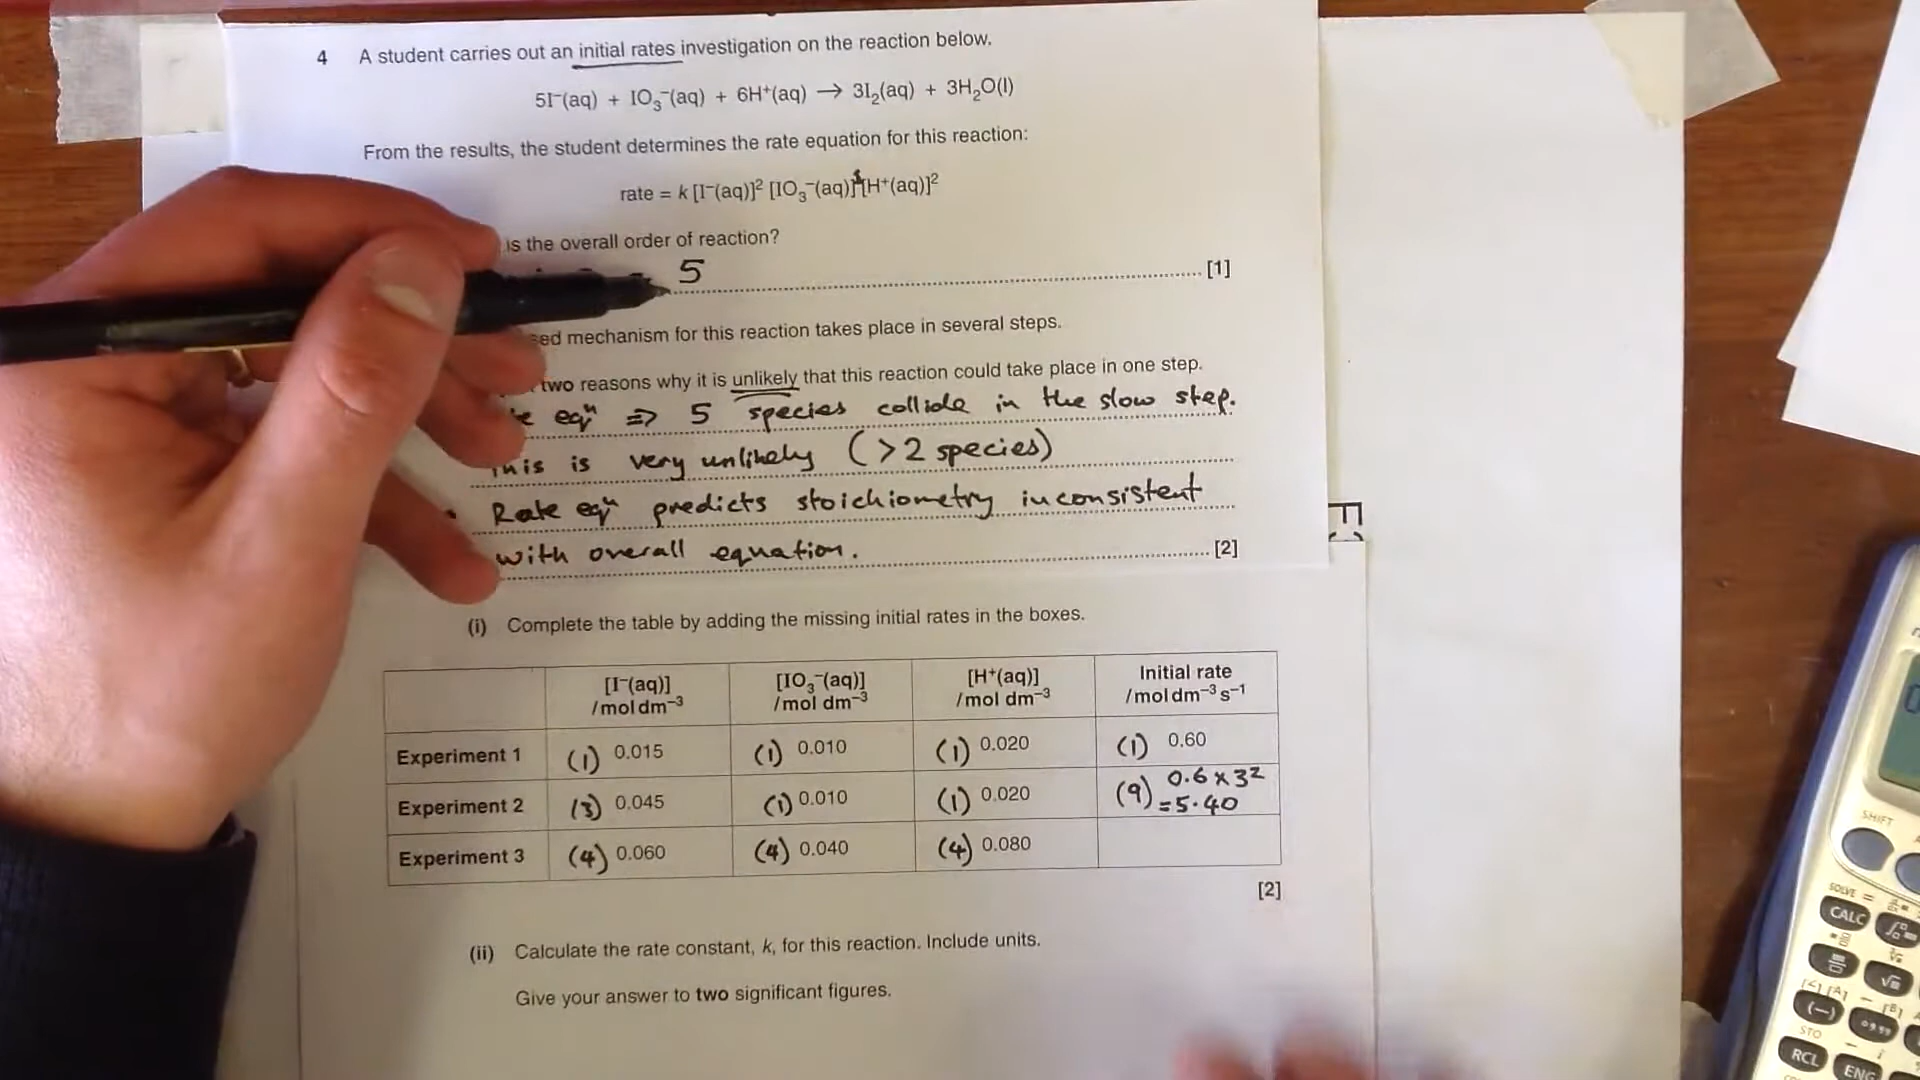 4 A student carries out an initial rates investigation on the reaction below.
5I⁻(aq) + IO₃⁻(aq) + 6H⁺(aq) → 3I₂(aq) + 3H₂O(l)
From the results, the student determines the rate equation for this reaction:
rate = k [I⁻(aq)]² [IO₃⁻(aq)]¹ [H⁺(aq)]²
is the overall order of reaction?
5 [1]
mechanism for this reaction takes place in several steps.
two reasons why it is unlikely that this reaction could take place in one step.
eqⁿ ⇒ 5 species collide in the slow step.
This is very unlikely (>2 species)
• Rate eqⁿ predicts stoichiometry inconsistent
with overall equation. [2]
(i) Complete the table by adding the missing initial rates in the boxes.
[I⁻(aq)] /mol dm⁻³ [IO₃⁻(aq)] /mol dm⁻³ [H⁺(aq)] /mol dm⁻³ Initial rate /mol dm⁻³ s⁻¹
Experiment 1 (1) 0.015 (1) 0.010 (1) 0.020 (1) 0.60
Experiment 2 (3) 0.045 (1) 0.010 (1) 0.020 (9) 0.6 × 3² = 5.40
Experiment 3 (4) 0.060 (4) 0.040 (4) 0.080
[2]
(ii) Calculate the rate constant, k, for this reaction. Include units.
Give your answer to two significant figures.
SHIFT
SOLVE =
CALC
(−)
STO
RCL
ENG